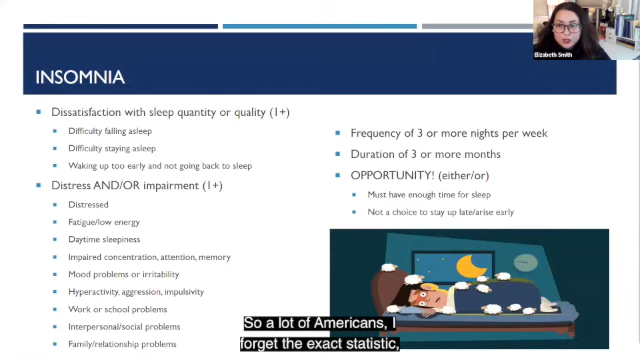 Elizabeth Smith
INSOMNIA
Dissatisfaction with sleep quantity or quality (1+)
Difficulty falling asleep
Difficulty staying asleep
Waking up too early and not going back to sleep
Distress AND/OR impairment (1+)
Distressed
Fatigue/low energy
Daytime sleepiness
Impaired concentration, attention, memory
Mood problems or irritability
Hyperactivity, aggression, impulsivity
Work or school problems
Interpersonal/social problems
Family/relationship problems
Frequency of 3 or more nights per week
Duration of 3 or more months
OPPORTUNITY! (either/or)
Must have enough time for sleep
Not a choice to stay up late/arise early
So a lot of Americans, I
forget the exact statistic,